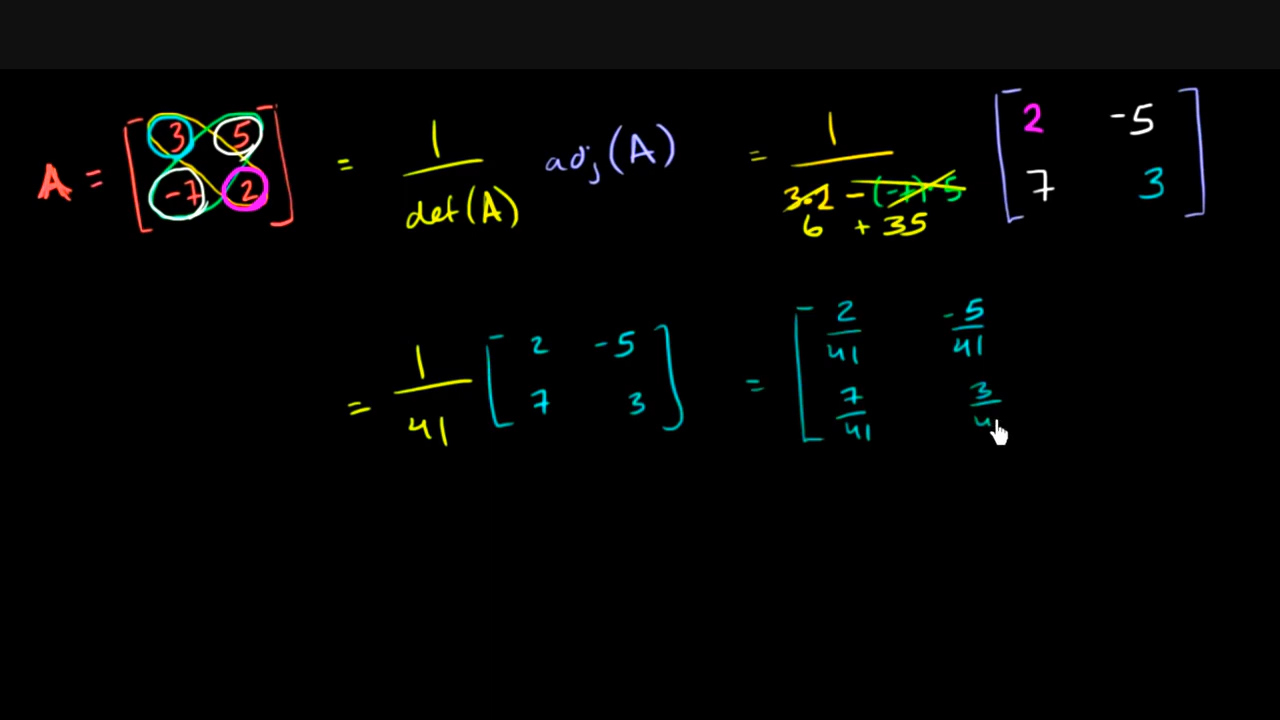 A = [3 5; -7 2] = 1/det(A) adj(A) = 1/(3·2 - (-7)·5) [2 -5; 7 3]
6 + 35
= 1/41 [2 -5; 7 3] = [2/41 -5/41; 7/41 3/4